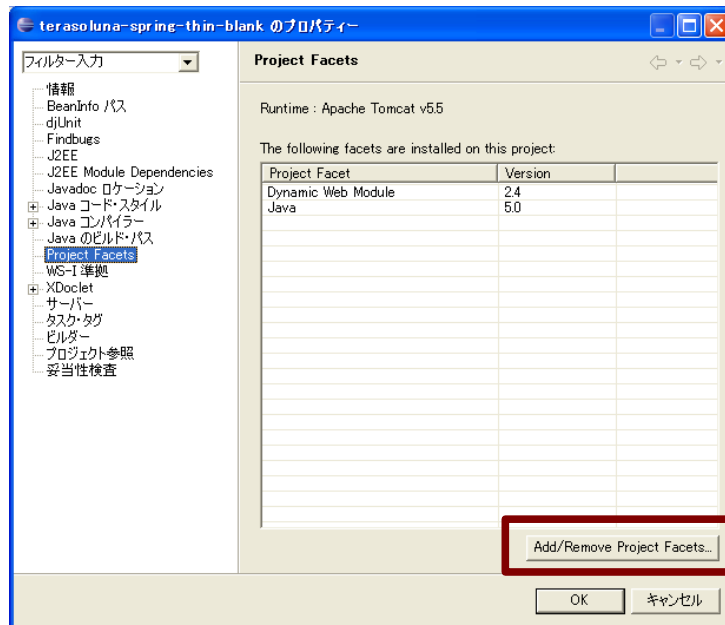 terasoluna-spring-thin-blank のプロパティー
フィルター入力
Project Facets
情報
BeanInfo パス
djUnit
Findbugs
J2EE
J2EE Module Dependencies
Javadoc ロケーション
Java コード・スタイル
Java コンパイラー
Java のビルド・パス
Project Facets
WS-I 準拠
XDoclet
サーバー
タスク・タグ
ビルダー
プロジェクト参照
妥当性検査
Runtime : Apache Tomcat v5.5
The following facets are installed on this project:
Project Facet Version
Dynamic Web Module 2.4
Java 5.0
Add/Remove Project Facets...
OK キャンセル